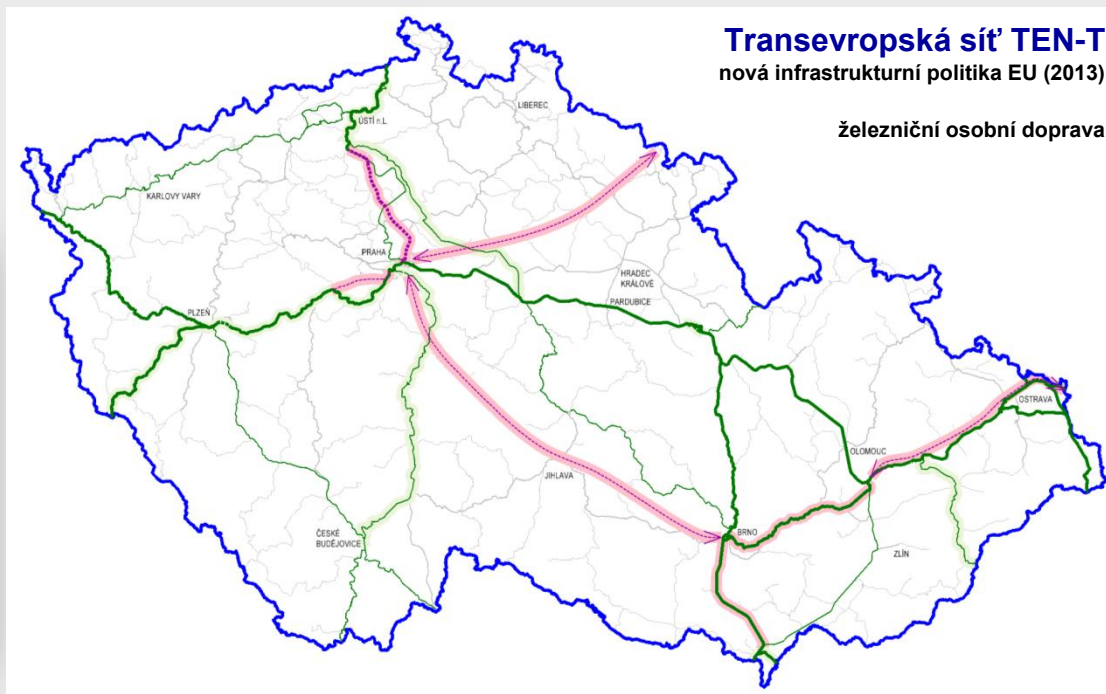 Transevropská síť TEN-T
nová infrastrukturní politika EU (2013)
železniční osobní doprava
LIBEREC
ÚSTÍ n.L.
KARLOVY VARY
PRAHA
HRADEC
KRÁLOVÉ
PARDUBICE
PLZEŇ
OSTRAVA
OLOMOUC
JIHLAVA
BRNO
ČESKÉ
BUDĚJOVICE
ZLÍN